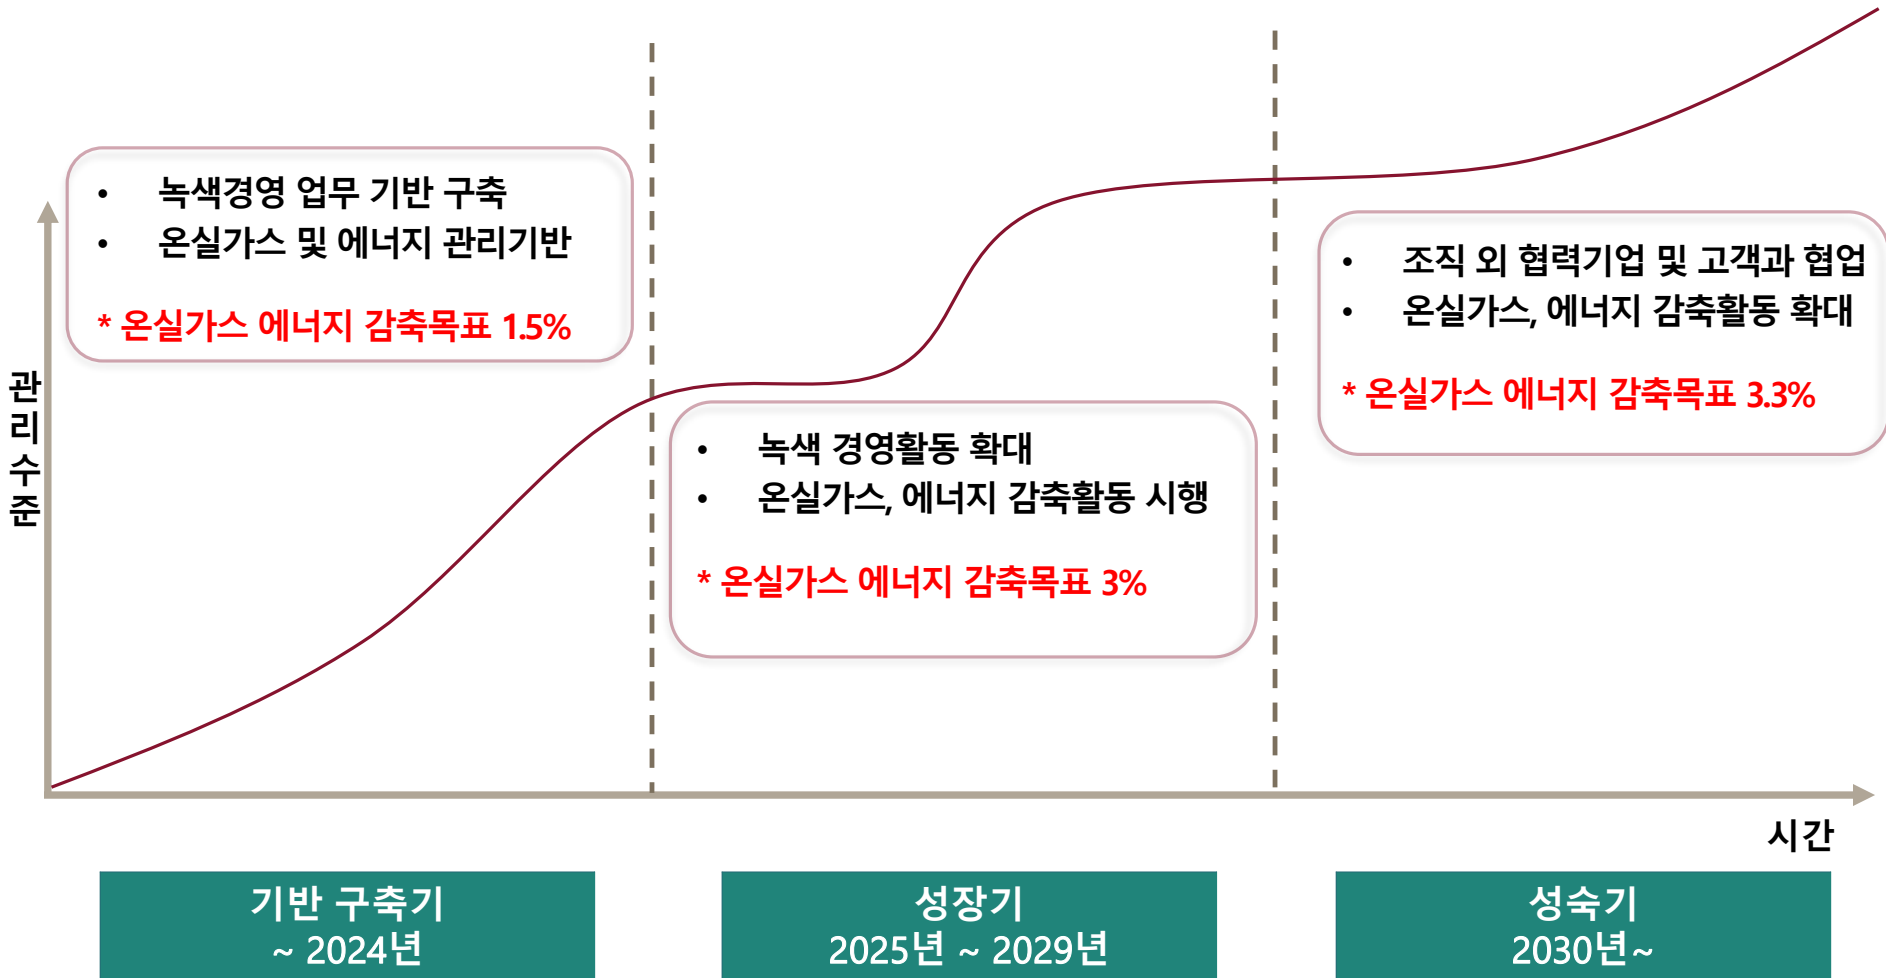 • 녹색경영 업무 기반 구축
• 온실가스 및 에너지 관리기반
* 온실가스 에너지 감축목표 1.5%
• 조직 외 협력기업 및 고객과 협업
• 온실가스, 에너지 감축활동 확대
* 온실가스 에너지 감축목표 3.3%
관리수준
• 녹색 경영활동 확대
• 온실가스, 에너지 감축활동 시행
* 온실가스 에너지 감축목표 3%
시간
기반 구축기
~ 2024년
성장기
2025년 ~ 2029년
성숙기
2030년~